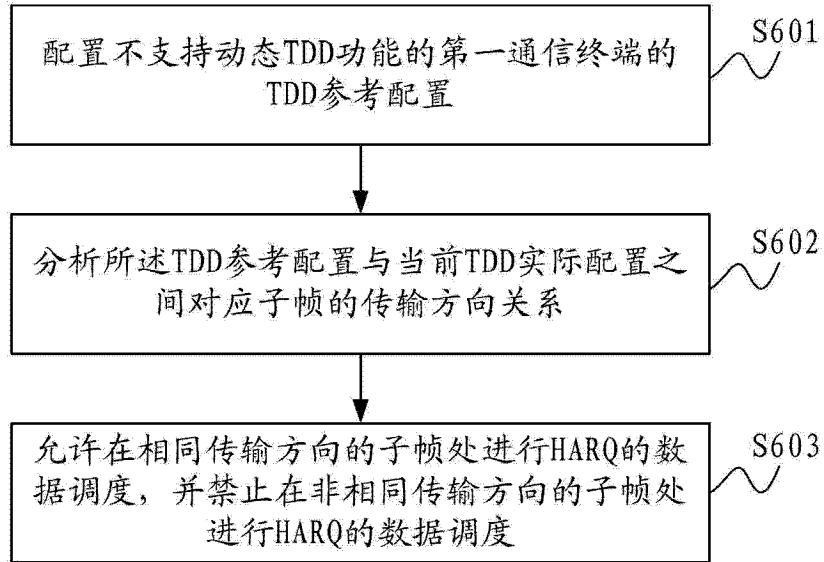 配置不支持动态TDD功能的第一通信终端的
TDD参考配置
S601
分析所述TDD参考配置与当前TDD实际配置之
间对应子帧的传输方向关系
S602
允许在相同传输方向的子帧处进行HARQ的数
据调度，并禁止在非相同传输方向的子帧处
进行HARQ的数据调度
S603